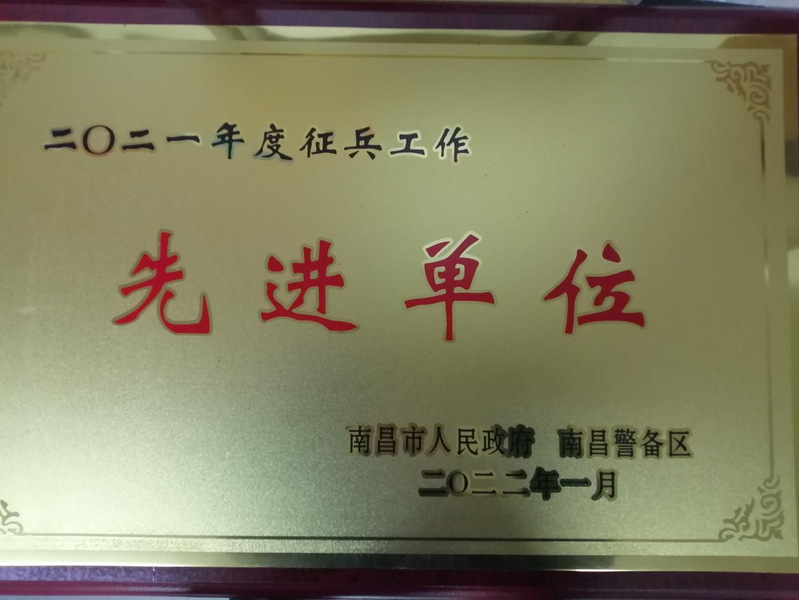 二〇二一年度征兵工作
先进单位
南昌市人民政府 南昌警备区
二〇二二年一月